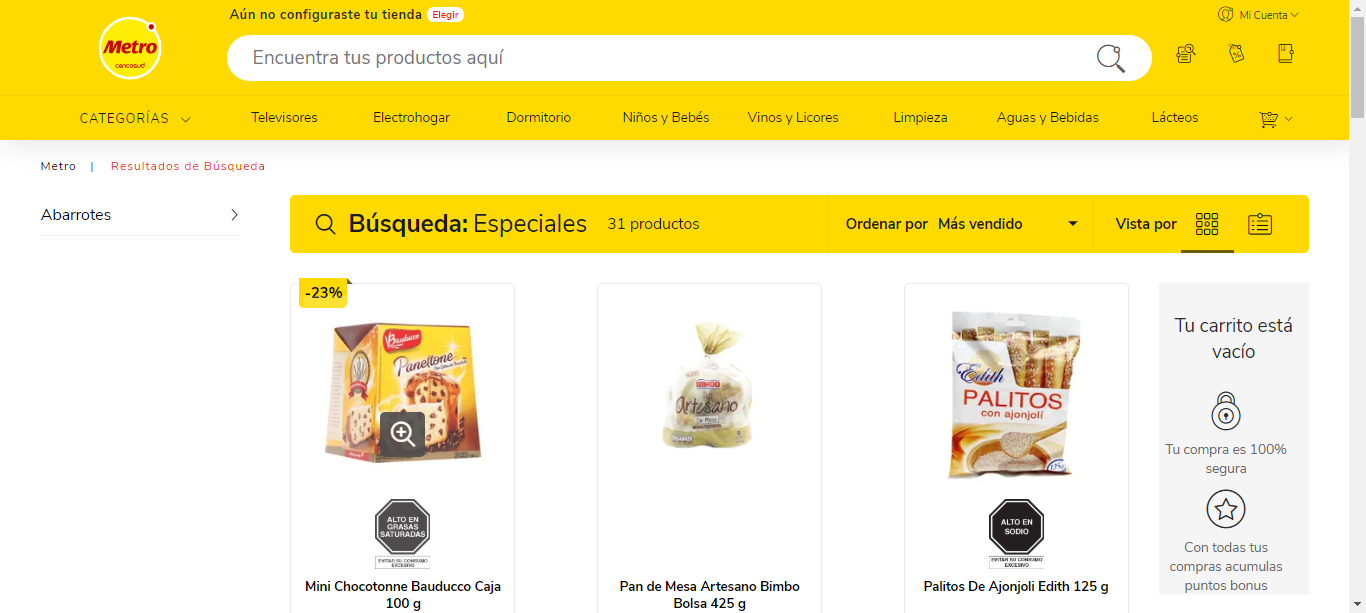 Aún no configuraste tu tienda Elegir
Mi Cuenta
Metro
cencosud
Encuentra tus productos aquí
CATEGORÍAS
Televisores
Electrohogar
Dormitorio
Niños y Bebés
Vinos y Licores
Limpieza
Aguas y Bebidas
Lácteos
Metro | Resultados de Búsqueda
Abarrotes
Búsqueda: Especiales 31 productos
Ordenar por Más vendido
Vista por
-23%
Bauducco
Panettone
ALTO EN
GRASAS
SATURADAS
EVITAR SU CONSUMO
EXCESIVO
Mini Chocotonne Bauducco Caja
100 g
BIMBO
Artesano
Pan de Mesa Artesano Bimbo
Bolsa 425 g
Edith
PALITOS
con ajonjolí
ALTO EN
SODIO
EVITAR SU CONSUMO
EXCESIVO
Palitos De Ajonjoli Edith 125 g
Tu carrito está
vacío
Tu compra es 100%
segura
Con todas tus
compras acumulas
puntos bonus